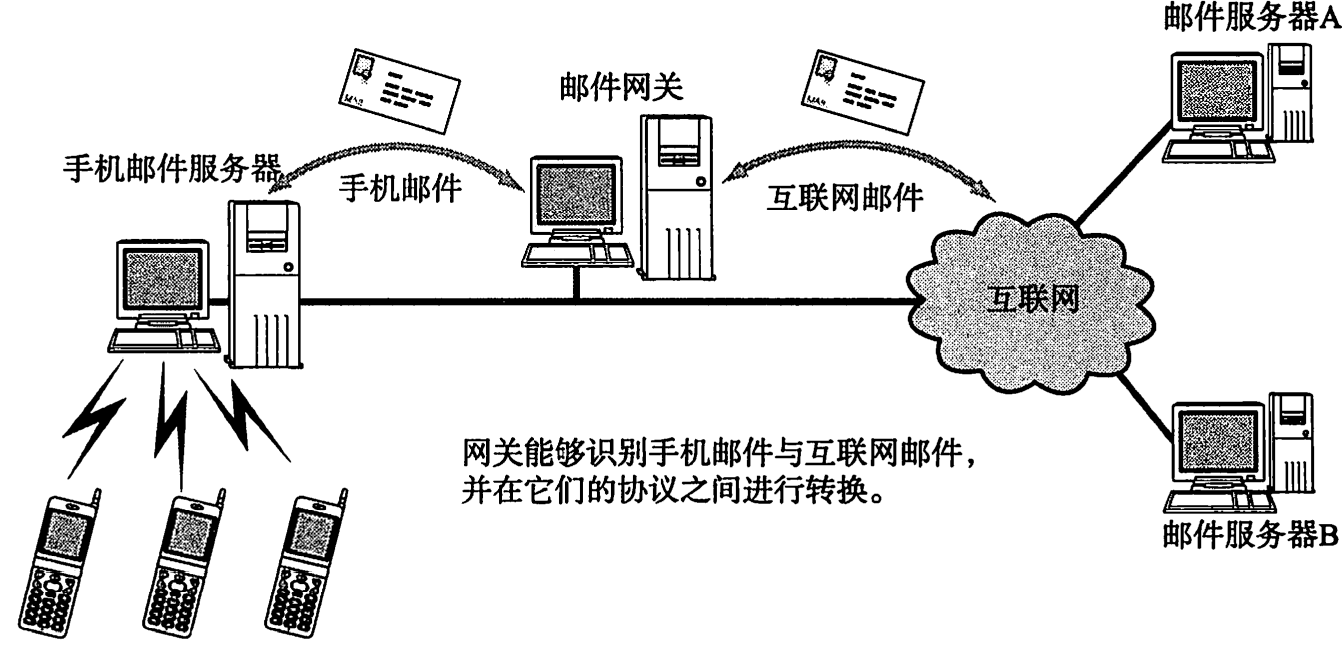 邮件服务器A
邮件网关
手机邮件服务器
手机邮件
互联网邮件
互联网
网关能够识别手机邮件与互联网邮件，
并在它们的协议之间进行转换。
邮件服务器B